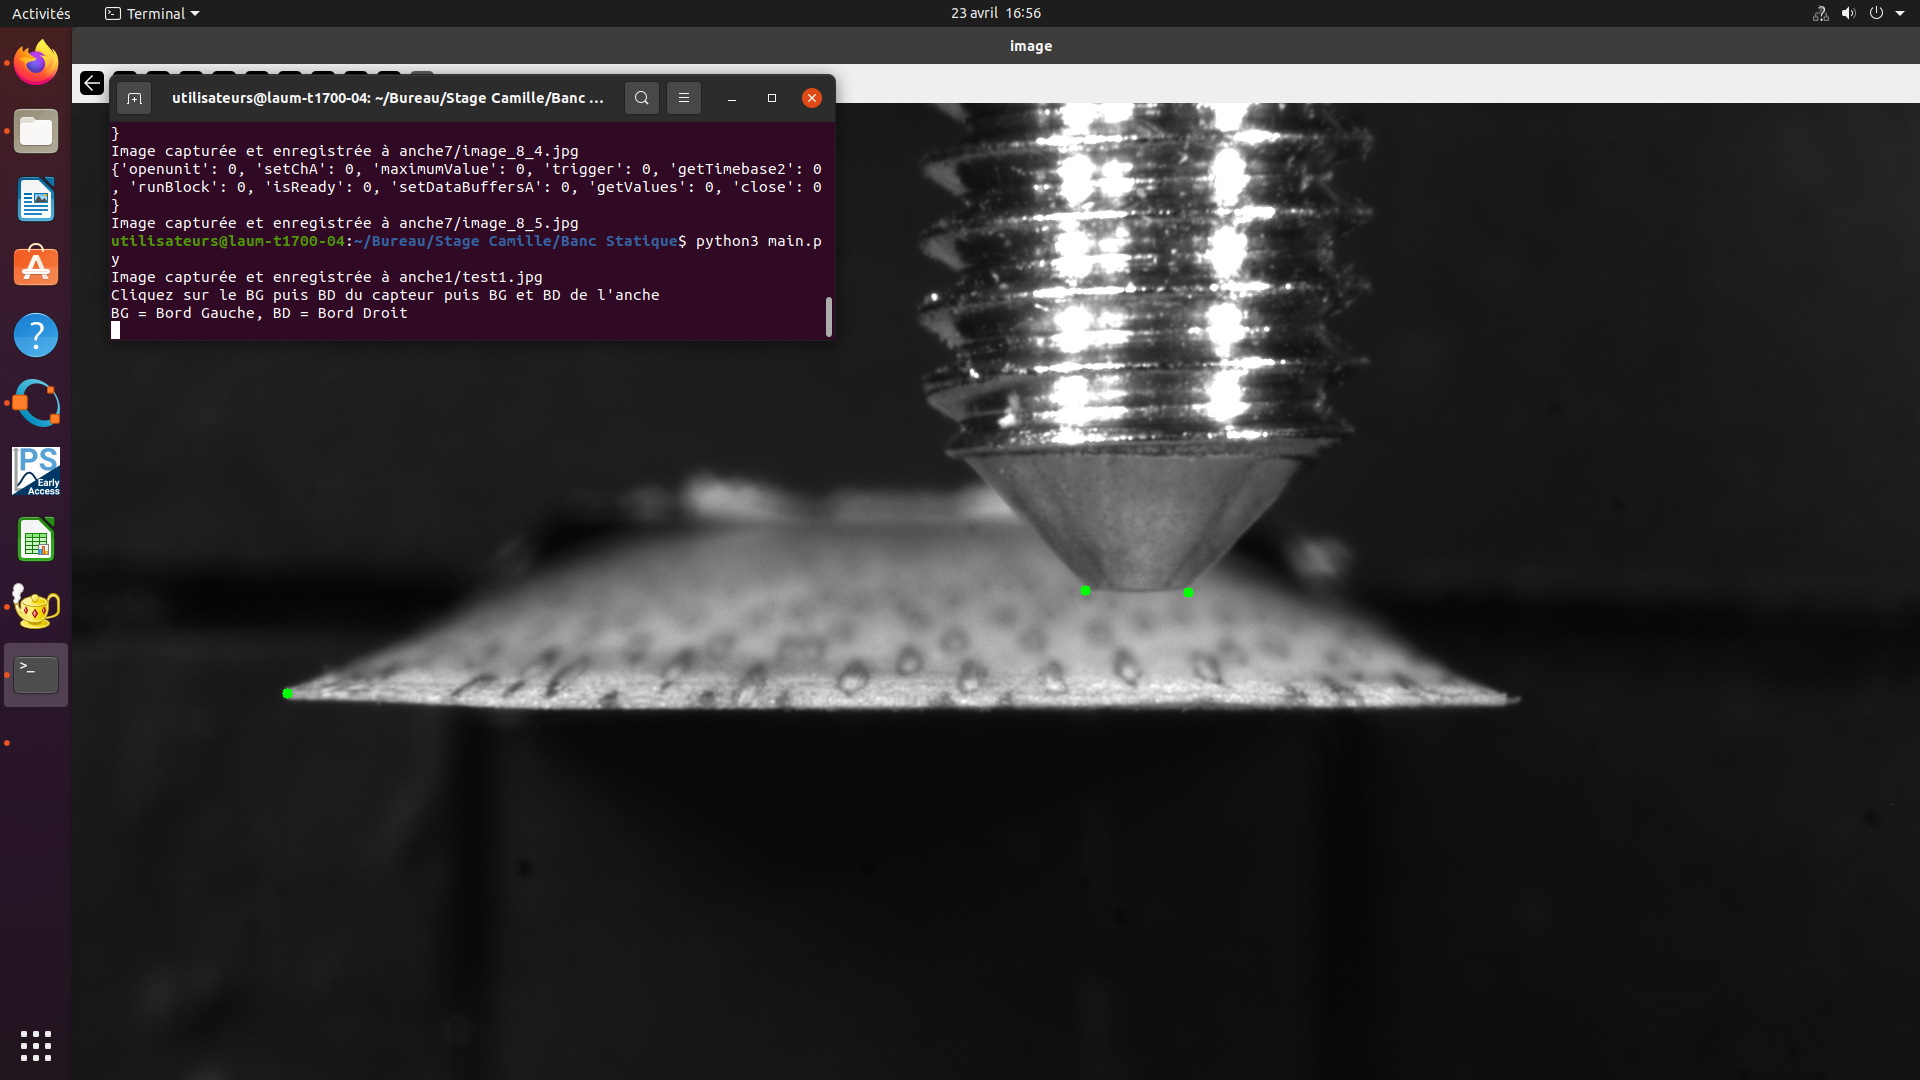 Activités
Terminal
23 avril 16:56
image
utilisateurs@laum-t1700-04: ~/Bureau/Stage Camille/Banc ...
}
Image capturée et enregistrée à anche7/image_8_4.jpg
{'openunit': 0, 'setChA': 0, 'maximumValue': 0, 'trigger': 0, 'getTimebase2': 0
, 'runBlock': 0, 'isReady': 0, 'setDataBuffersA': 0, 'getValues': 0, 'close': 0
}
Image capturée et enregistrée à anche7/image_8_5.jpg
utilisateurs@laum-t1700-04:~/Bureau/Stage Camille/Banc Statique$ python3 main.p
y
Image capturée et enregistrée à anche1/test1.jpg
Cliquez sur le BG puis BD du capteur puis BG et BD de l'anche
BG = Bord Gauche, BD = Bord Droit
PS
Early
Access